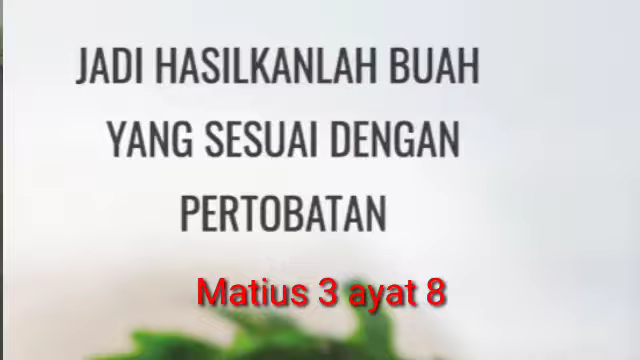 JADI HASILKANLAH BUAH
YANG SESUAI DENGAN
PERTOBATAN
Matius 3 ayat 8